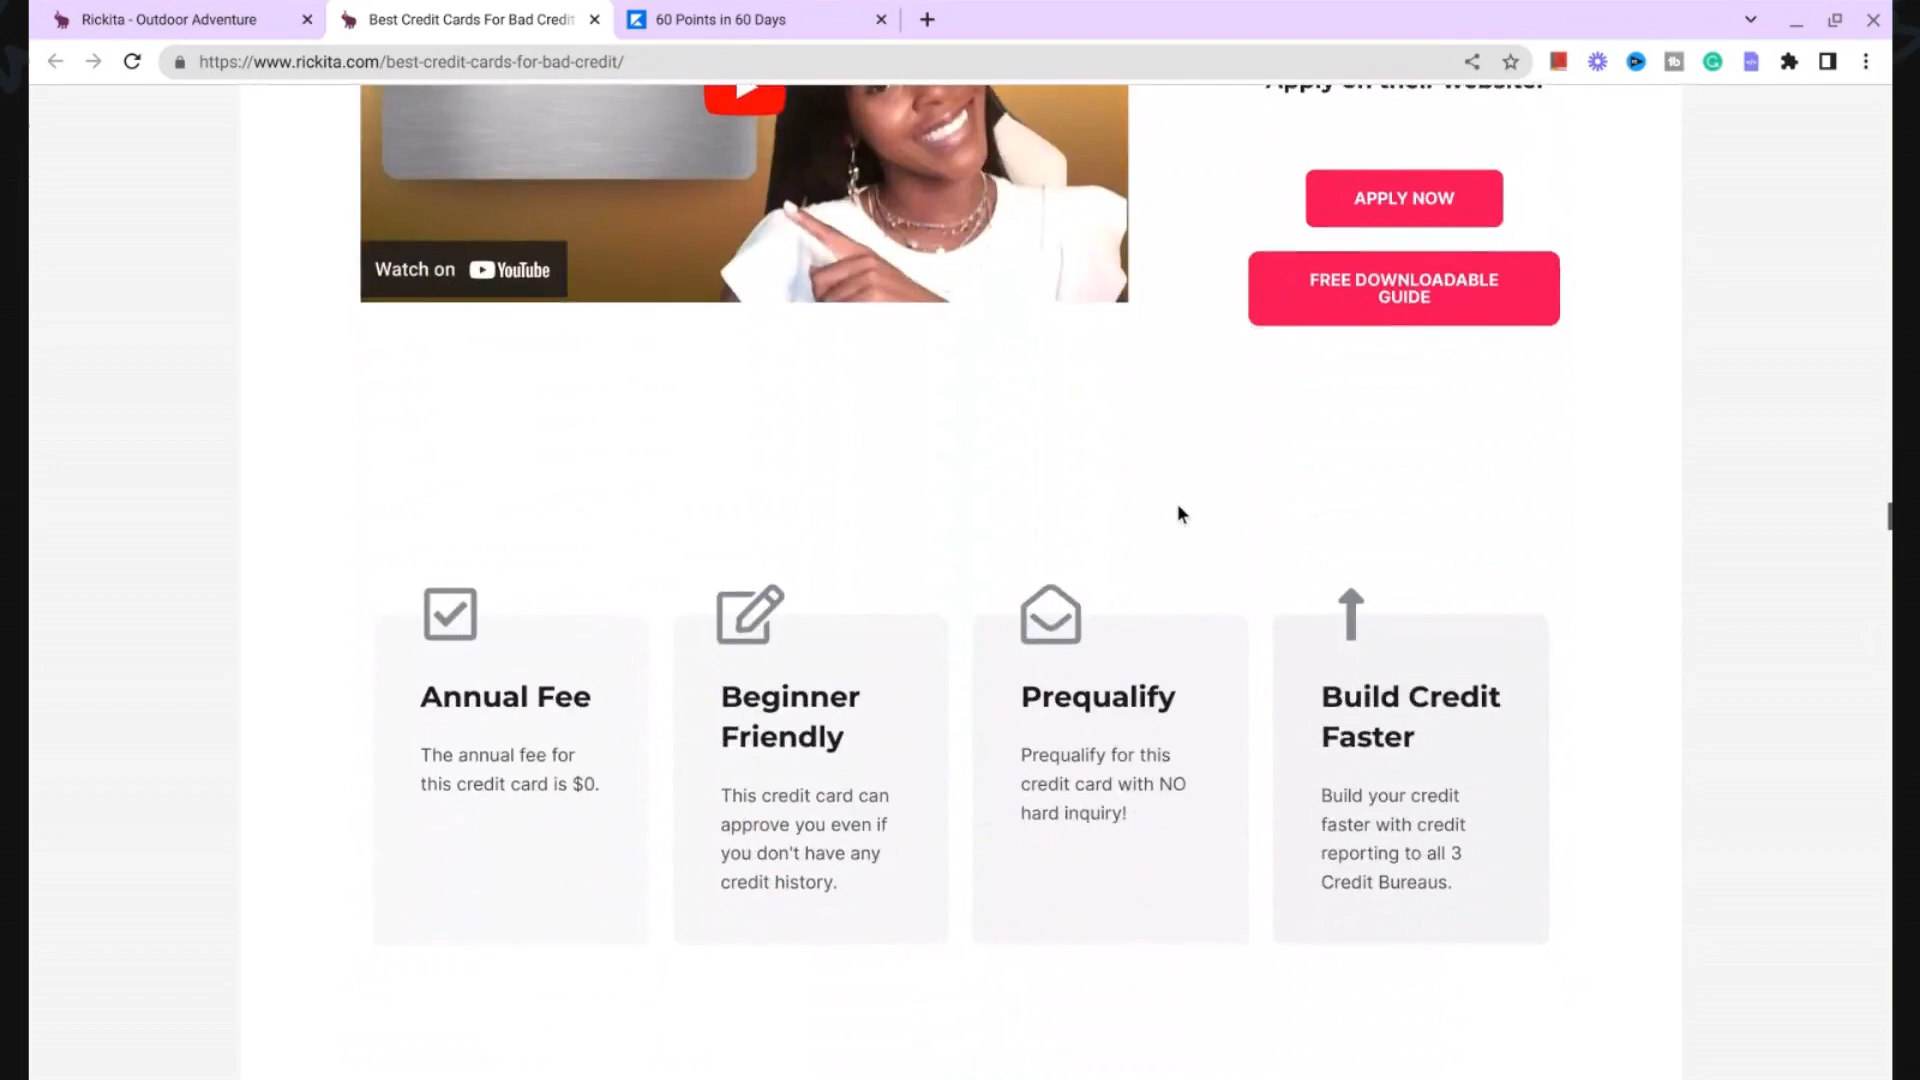 Rickita - Outdoor Adventure
Best Credit Cards For Bad Credit
60 Points in 60 Days
https://www.rickita.com/best-credit-cards-for-bad-credit/
Apply on their website!
APPLY NOW
FREE DOWNLOADABLE
GUIDE
Watch on YouTube
Annual Fee
The annual fee for
this credit card is $0.
Beginner
Friendly
This credit card can
approve you even if
you don't have any
credit history.
Prequalify
Prequalify for this
credit card with NO
hard inquiry!
Build Credit
Faster
Build your credit
faster with credit
reporting to all 3
Credit Bureaus.